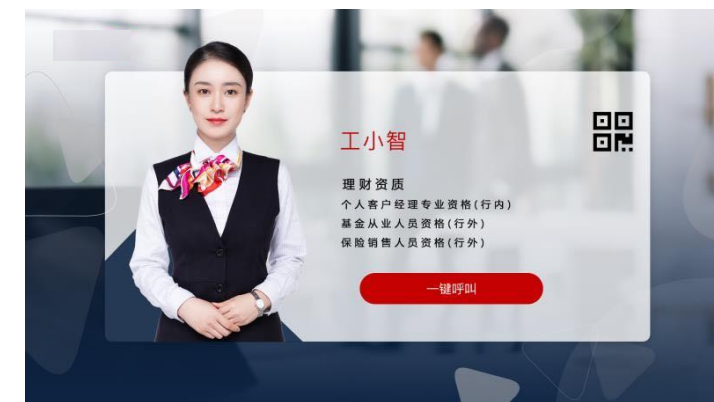 工小智
理财资质
个人客户经理专业资格(行内)
基金从业人员资格(行外)
保险销售人员资格(行外)
一键呼叫